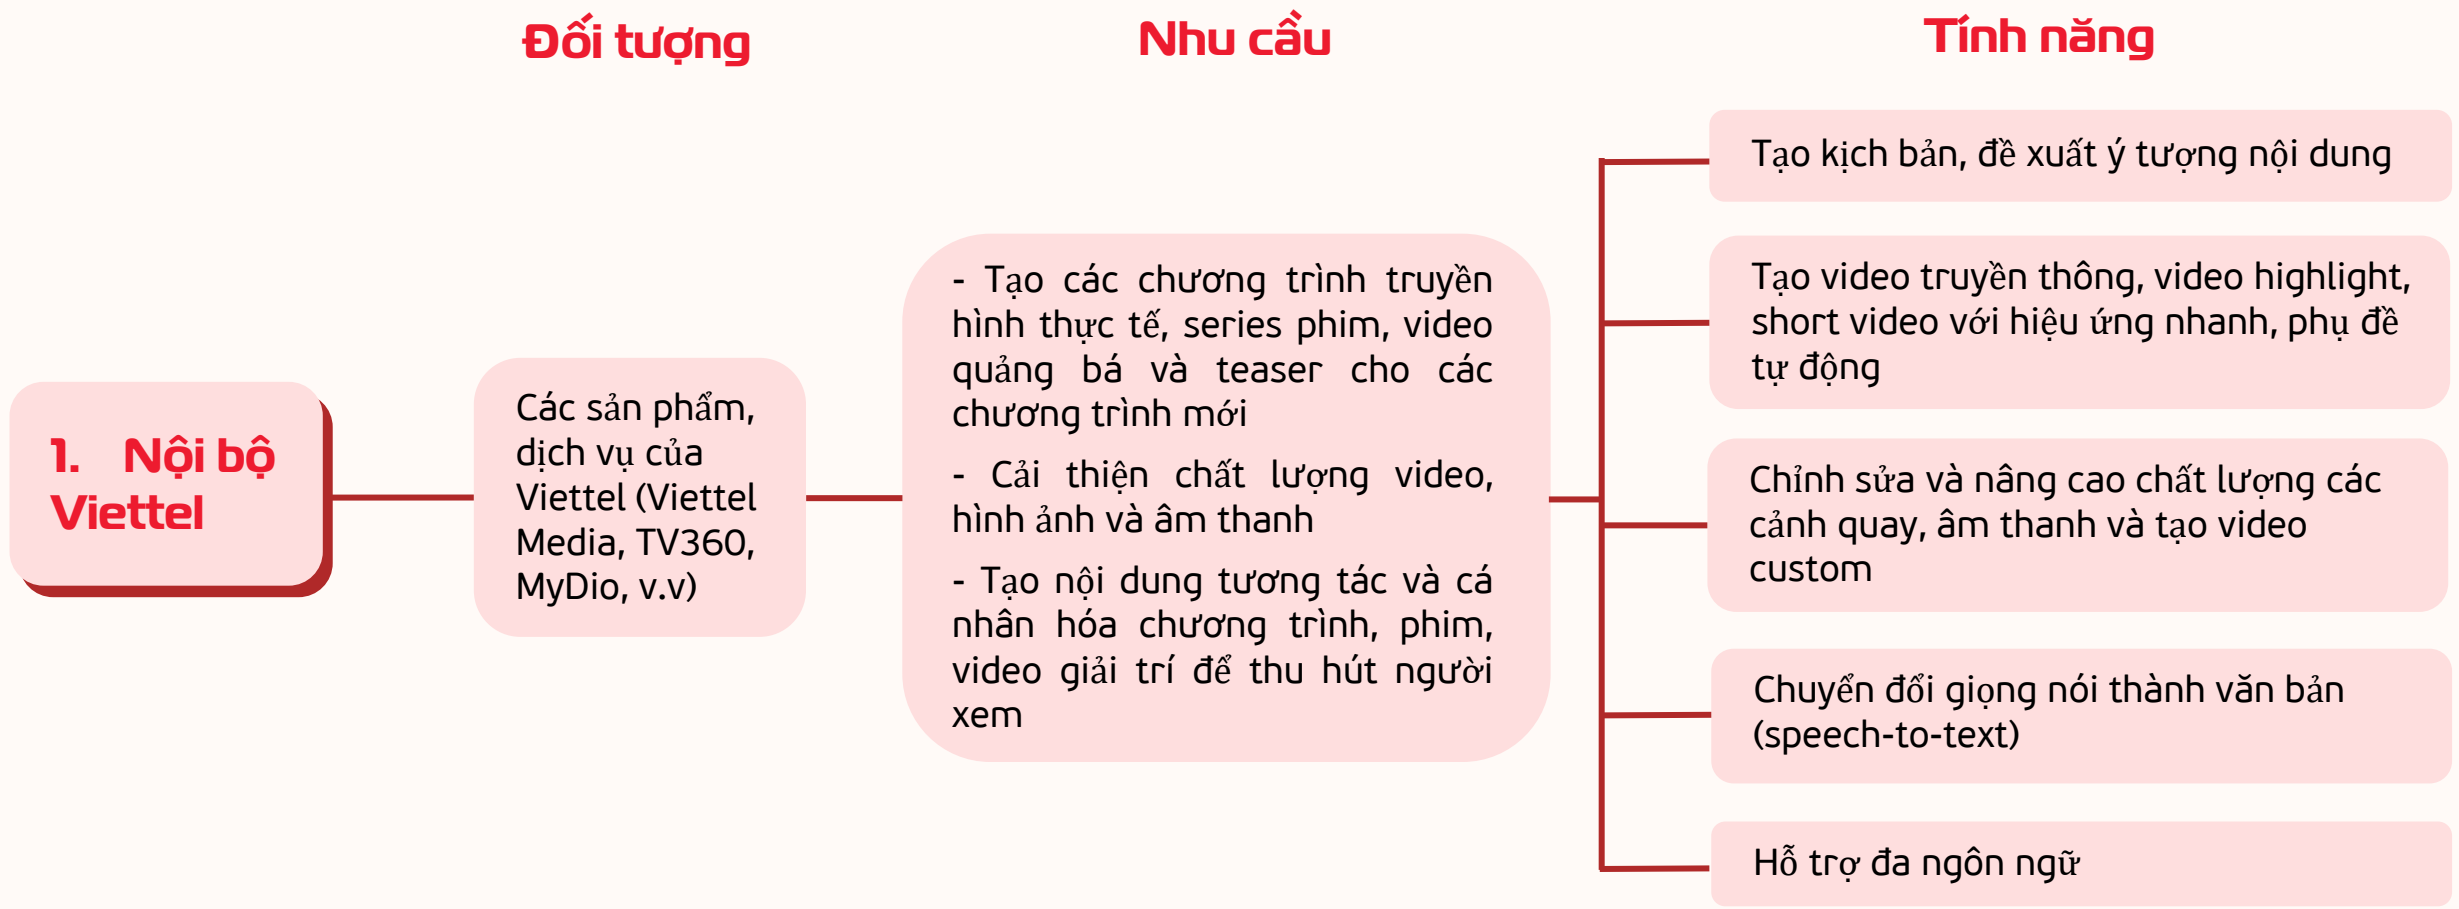 Đối tượng
Nhu cầu
Tính năng
1. Nội bộ
Viettel
Các sản phẩm,
dịch vụ của
Viettel (Viettel
Media, TV360,
MyDio, v.v)
- Tạo các chương trình truyền
hình thực tế, series phim, video
quảng bá và teaser cho các
chương trình mới
- Cải thiện chất lượng video,
hình ảnh và âm thanh
- Tạo nội dung tương tác và cá
nhân hóa chương trình, phim,
video giải trí để thu hút người
xem
Tạo kịch bản, đề xuất ý tượng nội dung
Tạo video truyền thông, video highlight,
short video với hiệu ứng nhanh, phụ đề
tự động
Chỉnh sửa và nâng cao chất lượng các
cảnh quay, âm thanh và tạo video
custom
Chuyển đổi giọng nói thành văn bản
(speech-to-text)
Hỗ trợ đa ngôn ngữ